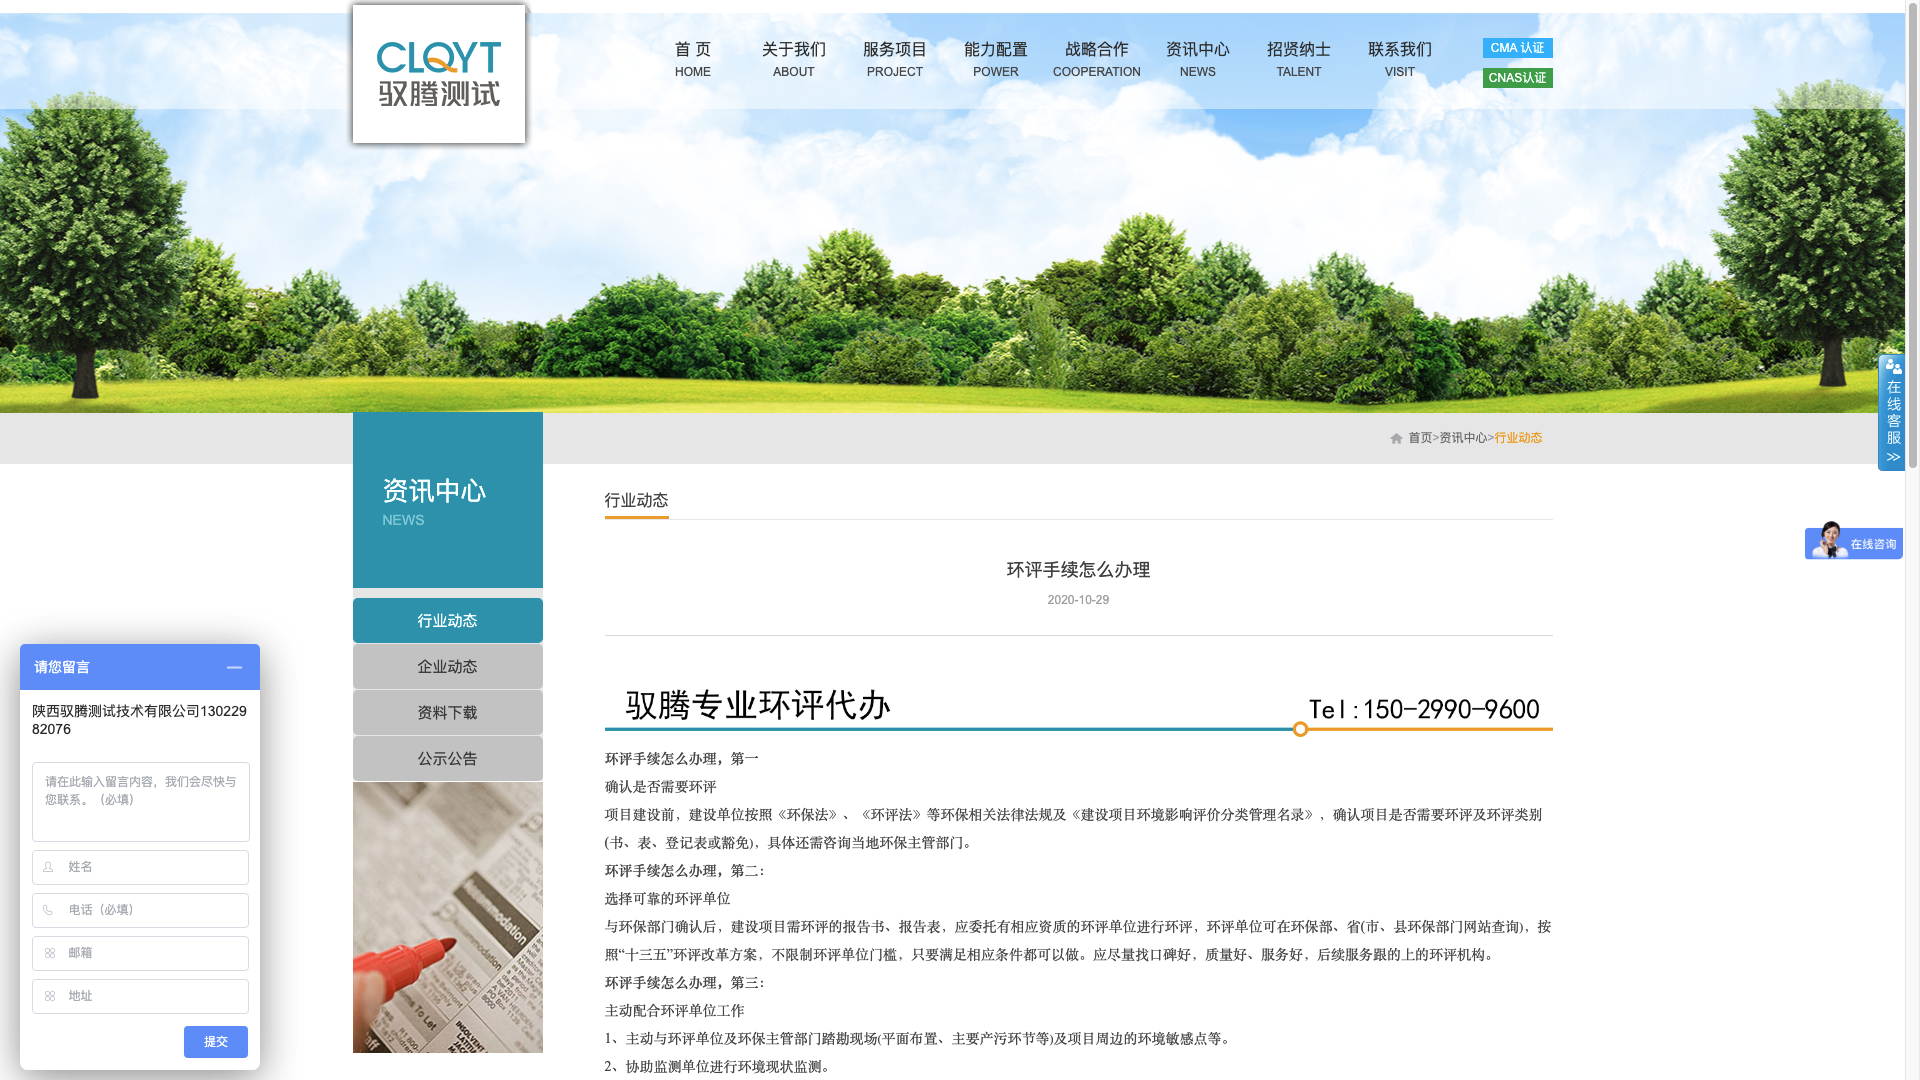 CLQYT
驭腾测试
首 页
HOME
关于我们
ABOUT
服务项目
PROJECT
能力配置
POWER
战略合作
COOPERATION
资讯中心
NEWS
招贤纳士
TALENT
联系我们
VISIT
CMA 认证
CNAS认证
首页>资讯中心>行业动态
在线客服
>>
在线咨询
资讯中心
NEWS
行业动态
企业动态
资料下载
公示公告
行业动态
环评手续怎么办理
2020-10-29
驭腾专业环评代办
Tel:150-2990-9600
环评手续怎么办理，第一
确认是否需要环评
项目建设前，建设单位按照《环保法》、《环评法》等环保相关法律法规及《建设项目环境影响评价分类管理名录》，确认项目是否需要环评及环评类别
(书、表、登记表或豁免)，具体还需咨询当地环保主管部门。
环评手续怎么办理，第二：
选择可靠的环评单位
与环保部门确认后，建设项目需环评的报告书、报告表，应委托有相应资质的环评单位进行环评，环评单位可在环保部、省(市、县环保部门网站查询)，按
照“十三五”环评改革方案，不限制环评单位门槛，只要满足相应条件都可以做。应尽量找口碑好，质量好、服务好，后续服务跟的上的环评机构。
环评手续怎么办理，第三：
主动配合环评单位工作
1、主动与环评单位及环保主管部门踏勘现场(平面布置、主要产污环节等)及项目周边的环境敏感点等。
2、协助监测单位进行环境现状监测。
请您留言
陕西驭腾测试技术有限公司130229
82076
请在此输入留言内容，我们会尽快与
您联系。（必填）
姓名
电话（必填）
邮箱
地址
提交